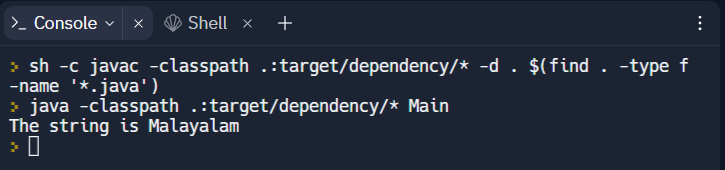 Console Shell
sh -c javac -classpath .:target/dependency/* -d . $(find . -type f
-name '*.java')
java -classpath .:target/dependency/* Main
The string is Malayalam